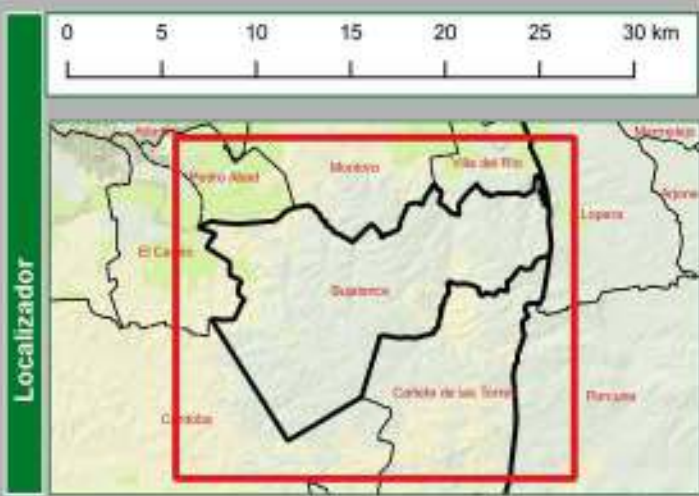 0 5 10 15 20 25 30 km
Localizador
Pedro Abad
Montoro
Villa del Río
Marmolejo
Lopera
El Carpio
Bujalance
Cañete de las Torres
Porcuna
Córdoba